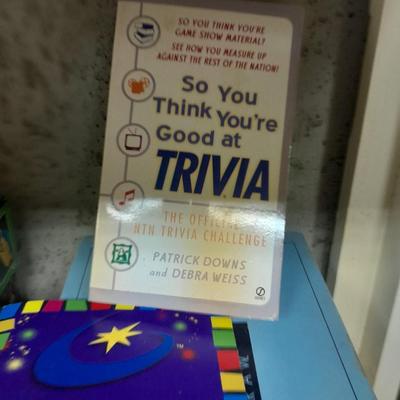 SO YOU THINK YOU'RE
GAME SHOW MATERIAL?
SEE HOW YOU MEASURE UP
AGAINST THE REST OF THE NATION!
So You
Think You're
Good at
TRIVIA
THE OFFICIAL
NTN TRIVIA CHALLENGE
PATRICK DOWNS
and DEBRA WEISS